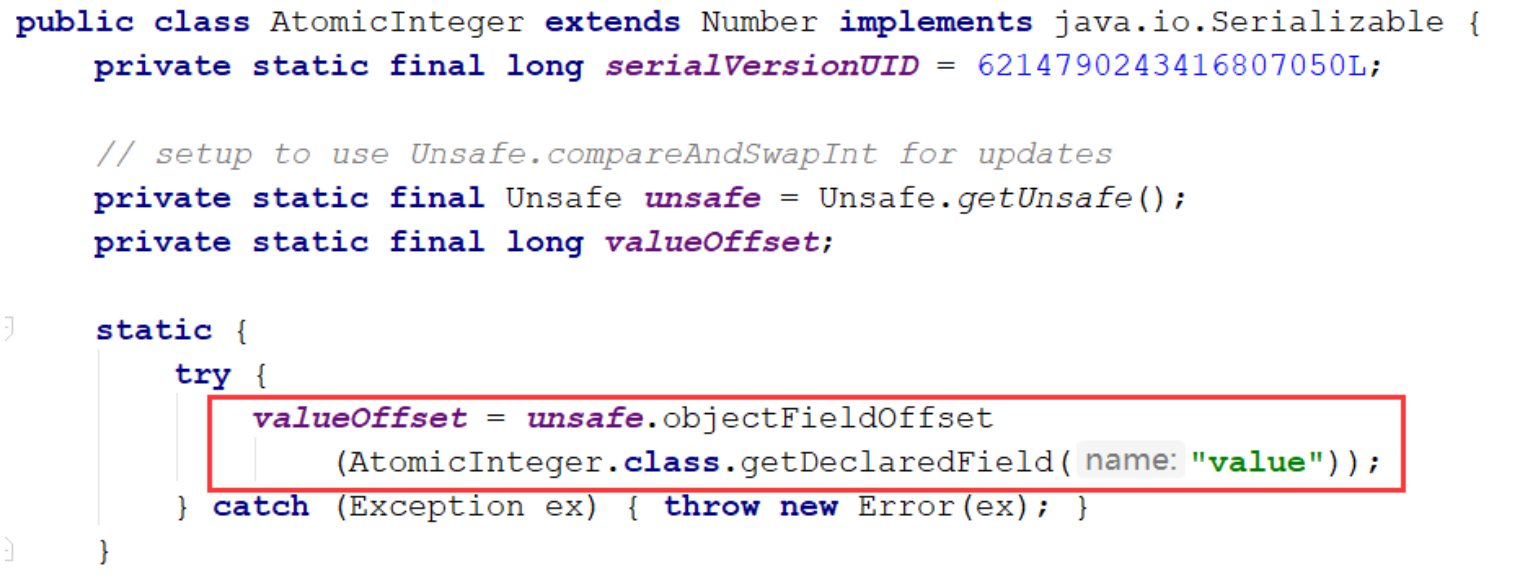 public class AtomicInteger extends Number implements java.io.Serializable {
private static final long serialVersionUID = 6214790243416807050L;
// setup to use Unsafe.compareAndSwapInt for updates
private static final Unsafe unsafe = Unsafe.getUnsafe();
private static final long valueOffset;
static {
try {
valueOffset = unsafe.objectFieldOffset
(AtomicInteger.class.getDeclaredField( name: "value"));
} catch (Exception ex) { throw new Error(ex); }
}